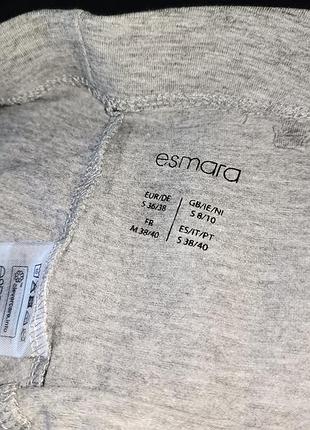 esmara
EUR/DE
S 36/38
GB/IE/NI
S 8/10
FR
M 38/40
ES/IT/PT
S 38/40